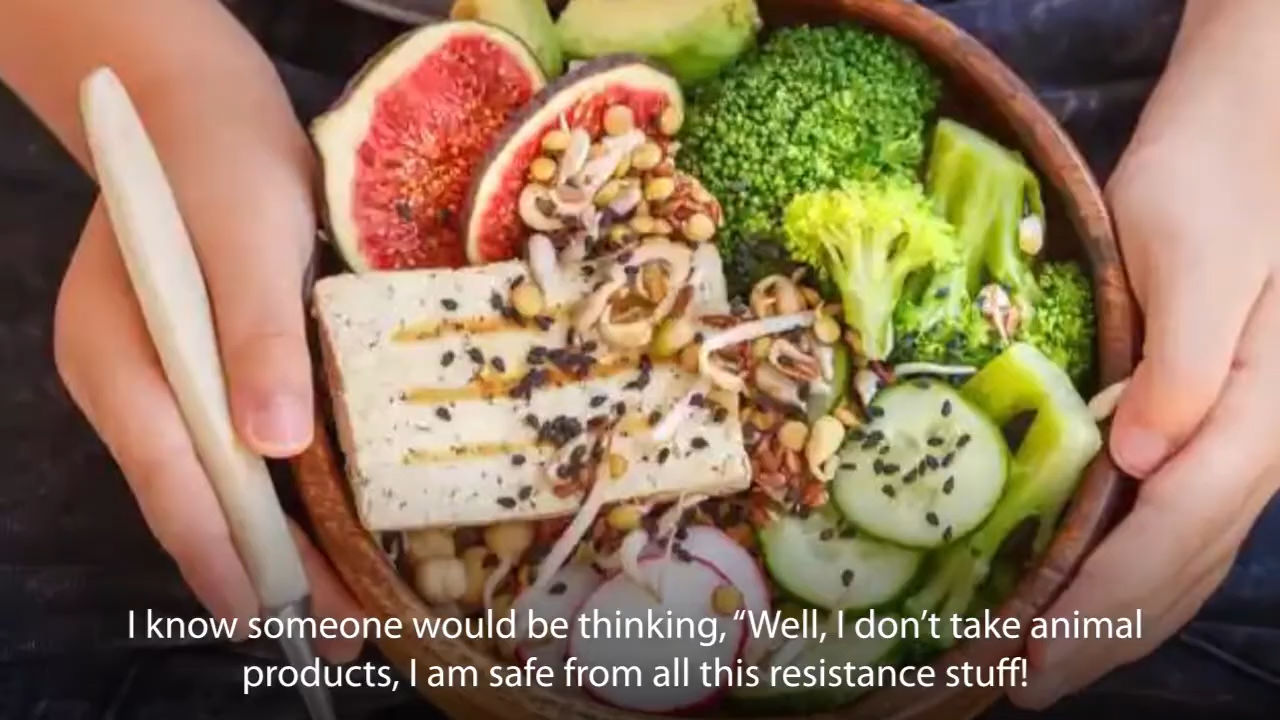 I know someone would be thinking, “Well, I don’t take animal
products, I am safe from all this resistance stuff!